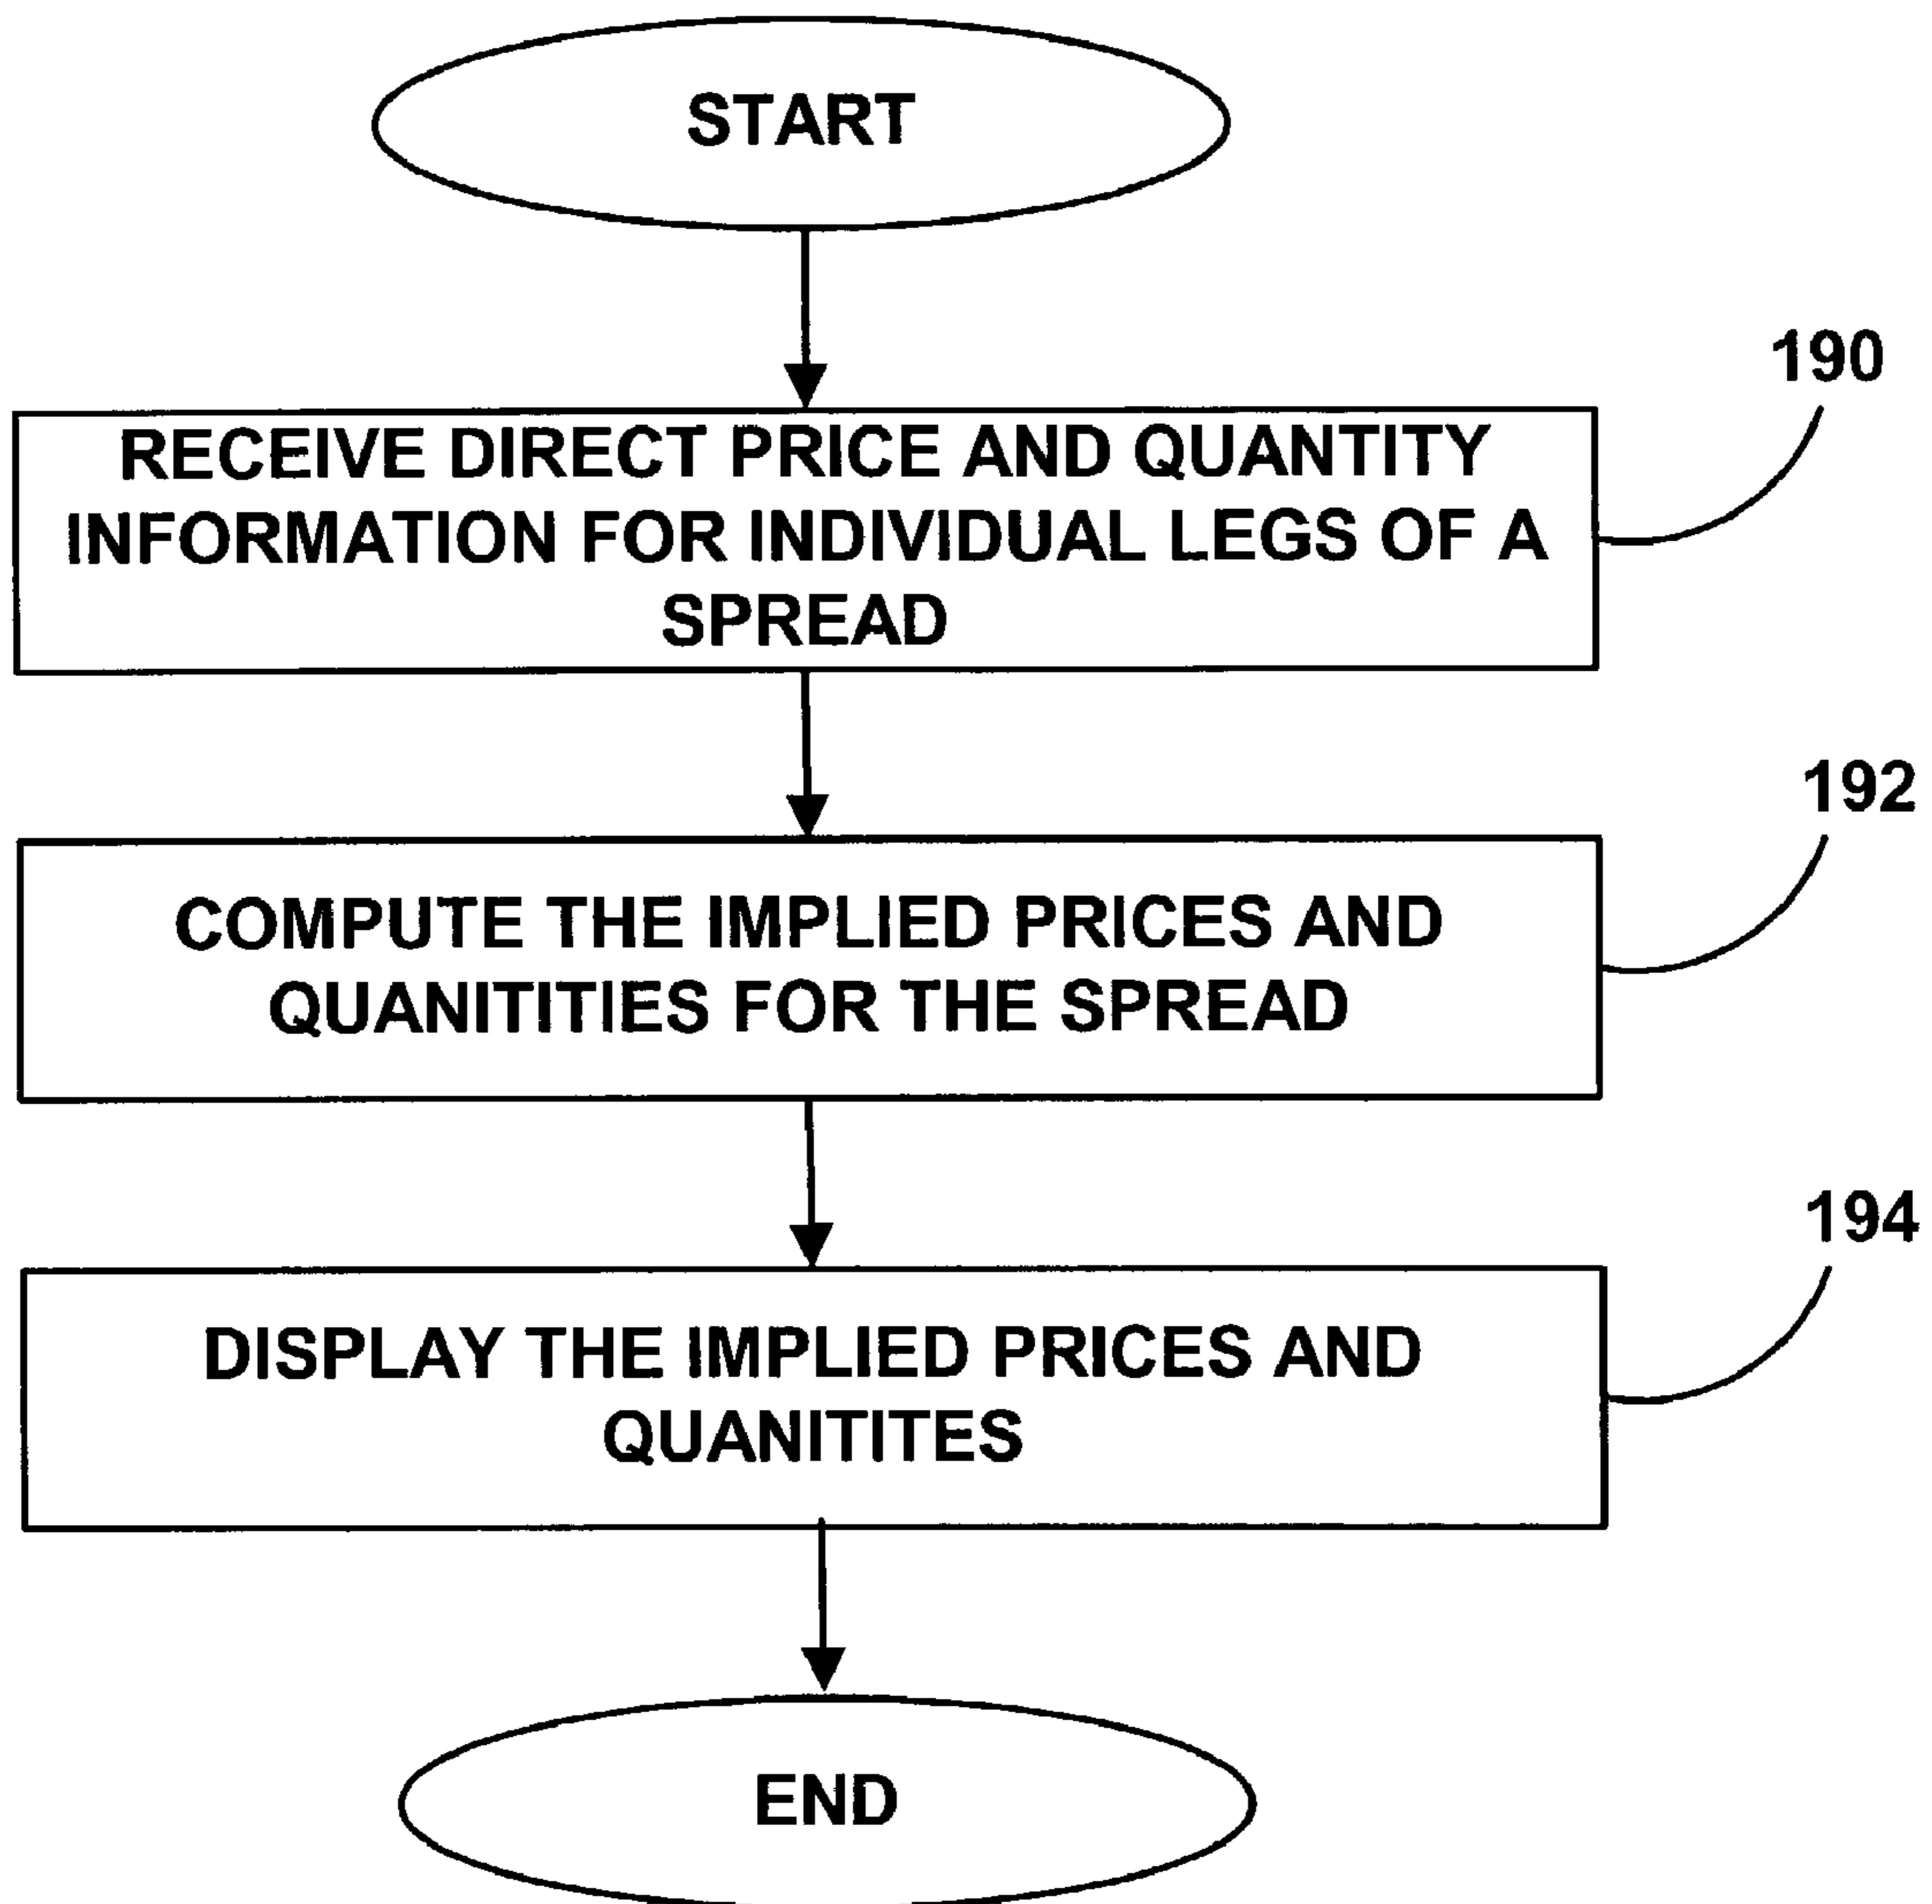 START
190
RECEIVE DIRECT PRICE AND QUANTITY
INFORMATION FOR INDIVIDUAL LEGS OF A
SPREAD
192
COMPUTE THE IMPLIED PRICES AND
QUANITITIES FOR THE SPREAD
194
DISPLAY THE IMPLIED PRICES AND
QUANITITES
END